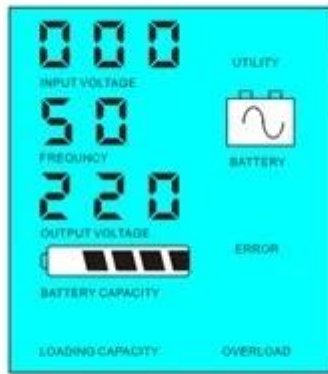 000
UTILITY
INPUT VOLTAGE
50
FREQUNCY
BATTERY
220
OUTPUT VOLTAGE
ERROR
BATTERY CAPACITY
LOADING CAPACITY OVERLOAD